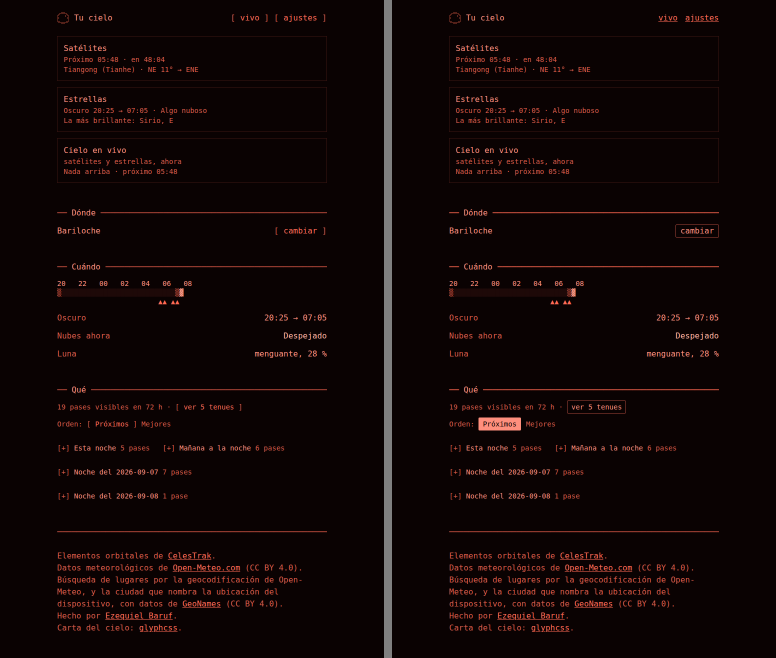 Tu cielo [ vivo ] [ ajustes ]
Satélites
Próximo 05:48 · en 48:04
Tiangong (Tianhe) · NE 11° → ENE
Estrellas
Oscuro 20:25 → 07:05 · Algo nuboso
La más brillante: Sirio, E
Cielo en vivo
satélites y estrellas, ahora
Nada arriba · próximo 05:48
Dónde
Bariloche [ cambiar ]
Cuándo
20 22 00 02 04 06 08
Oscuro 20:25 → 07:05
Nubes ahora Despejado
Luna menguante, 28 %
Qué
19 pases visibles en 72 h · [ ver 5 tenues ]
Orden: [ Próximos ] Mejores
[+] Esta noche 5 pases [+] Mañana a la noche 6 pases
[+] Noche del 2026-09-07 7 pases
[+] Noche del 2026-09-08 1 pase
Elementos orbitales de CelesTrak.
Datos meteorológicos de Open-Meteo.com (CC BY 4.0).
Búsqueda de lugares por la geocodificación de Open-
Meteo, y la ciudad que nombra la ubicación del
dispositivo, con datos de GeoNames (CC BY 4.0).
Hecho por Ezequiel Baruf.
Carta del cielo: glyphcss.
Tu cielo vivo ajustes
Satélites
Próximo 05:48 · en 48:04
Tiangong (Tianhe) · NE 11° → ENE
Estrellas
Oscuro 20:25 → 07:05 · Algo nuboso
La más brillante: Sirio, E
Cielo en vivo
satélites y estrellas, ahora
Nada arriba · próximo 05:48
Dónde
Bariloche cambiar
Cuándo
20 22 00 02 04 06 08
Oscuro 20:25 → 07:05
Nubes ahora Despejado
Luna menguante, 28 %
Qué
19 pases visibles en 72 h · ver 5 tenues
Orden: Próximos Mejores
[+] Esta noche 5 pases [+] Mañana a la noche 6 pases
[+] Noche del 2026-09-07 7 pases
[+] Noche del 2026-09-08 1 pase
Elementos orbitales de CelesTrak.
Datos meteorológicos de Open-Meteo.com (CC BY 4.0).
Búsqueda de lugares por la geocodificación de Open-
Meteo, y la ciudad que nombra la ubicación del
dispositivo, con datos de GeoNames (CC BY 4.0).
Hecho por Ezequiel Baruf.
Carta del cielo: glyphcss.